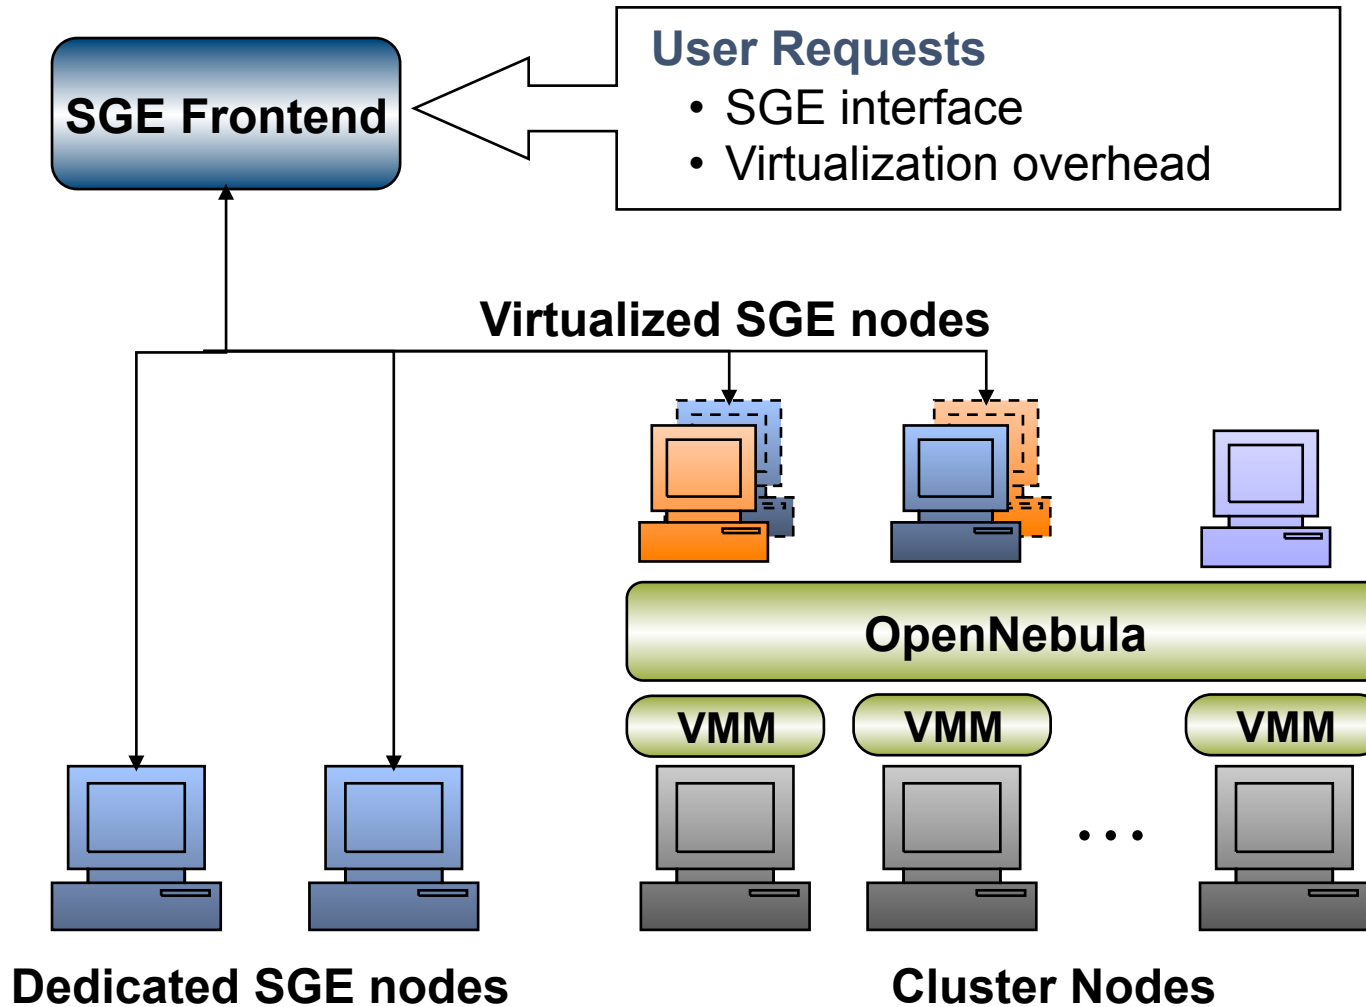 SGE Frontend
User Requests
• SGE interface
• Virtualization overhead
Virtualized SGE nodes
OpenNebula
VMM
VMM
VMM
...
Dedicated SGE nodes
Cluster Nodes